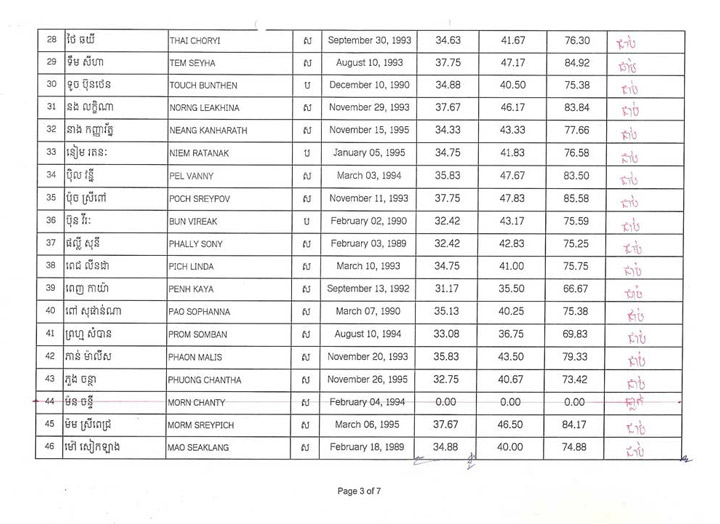 28 ថៃ ឆយី THAI CHORYI ស September 30, 1993 34.63 41.67 76.30 ជាប់
29 ទឹម សីហា TEM SEYHA ស August 10, 1993 37.75 47.17 84.92 ជាប់
30 ទូច ប៊ុនថេន TOUCH BUNTHEN ប December 10, 1990 34.88 40.50 75.38 ជាប់
31 នង លក្ខិណា NORNG LEAKHINA ស November 29, 1993 37.67 46.17 83.84 ជាប់
32 នាង កញ្ញារ័ត្ន NEANG KANHARATH ស November 15, 1995 34.33 43.33 77.66 ជាប់
33 នៀម រតនៈ NIEM RATANAK ប January 05, 1995 34.75 41.83 76.58 ជាប់
34 ប៉ិល វន្នី PEL VANNY ស March 03, 1994 35.83 47.67 83.50 ជាប់
35 ប៉ុច ស្រីពៅ POCH SREYPOV ស November 11, 1993 37.75 47.83 85.58 ជាប់
36 ប៊ុន វីរៈ BUN VIREAK ប February 02, 1990 32.42 43.17 75.59 ជាប់
37 ផល្លី សុនី PHALLY SONY ស February 03, 1989 32.42 42.83 75.25 ជាប់
38 ពេជ លីនដា PICH LINDA ស March 10, 1993 34.75 41.00 75.75 ជាប់
39 ពេញ កាយ៉ា PENH KAYA ស September 13, 1992 31.17 35.50 66.67 ជាប់
40 ពៅ សុផាន់ណា PAO SOPHANNA ស March 07, 1990 35.13 40.25 75.38 ជាប់
41 ព្រហ្ម សំបាន PROM SOMBAN ស August 10, 1994 33.08 36.75 69.83 ជាប់
42 ផាន់ ម៉ាលីស PHAON MALIS ស November 20, 1993 35.83 43.50 79.33 ជាប់
43 ភួង ចន្ថា PHUONG CHANTHA ស November 26, 1995 32.75 40.67 73.42 ជាប់
44 ម៉ន ចន្ទី MORN CHANTY ស February 04, 1994 0.00 0.00 0.00 ធ្លាក់
45 ម៉ម ស្រីពេជ្រ MORM SREYPICH ស March 06, 1995 37.67 46.50 84.17 ជាប់
46 ម៉ៅ សៀកឡាង MAO SEAKLANG ស February 18, 1989 34.88 40.00 74.88 ជាប់
Page 3 of 7